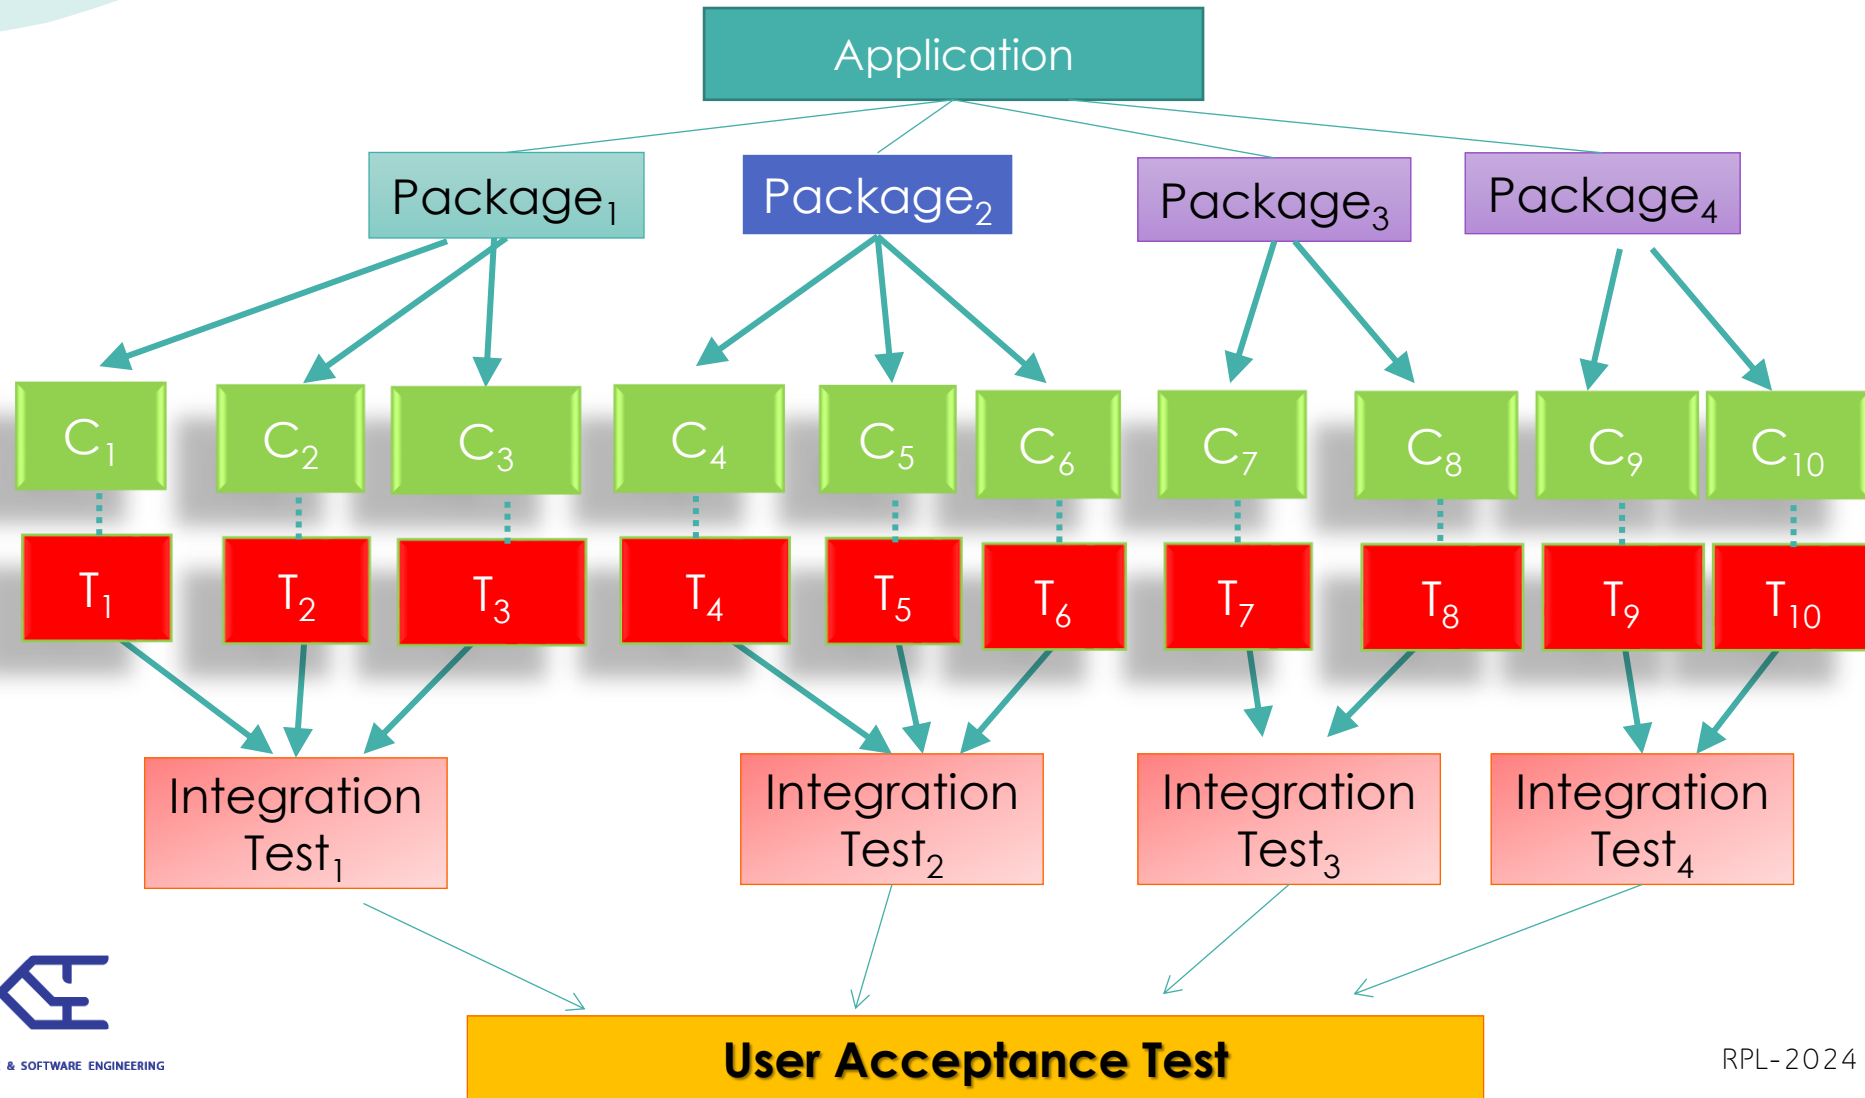 Application
Package₁
Package₂
Package₃
Package₄
C₁
C₂
C₃
C₄
C₅
C₆
C₇
C₈
C₉
C₁₀
T₁
T₂
T₃
T₄
T₅
T₆
T₇
T₈
T₉
T₁₀
Integration
Test₁
Integration
Test₂
Integration
Test₃
Integration
Test₄
User Acceptance Test
& SOFTWARE ENGINEERING
RPL-2024